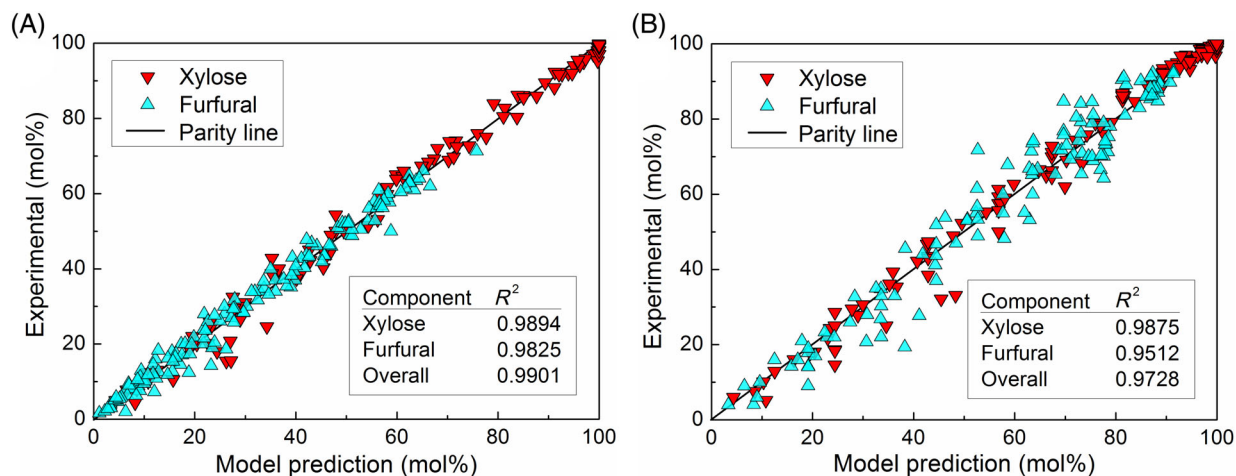 (A)
100
80
60
40
20
0
Experimental (mol%)
Xylose
Furfural
Parity line
Component R²
Xylose 0.9894
Furfural 0.9825
Overall 0.9901
0 20 40 60 80 100
Model prediction (mol%)
(B)
100
80
60
40
20
0
Experimental (mol%)
Xylose
Furfural
Parity line
Component R²
Xylose 0.9875
Furfural 0.9512
Overall 0.9728
0 20 40 60 80 100
Model prediction (mol%)